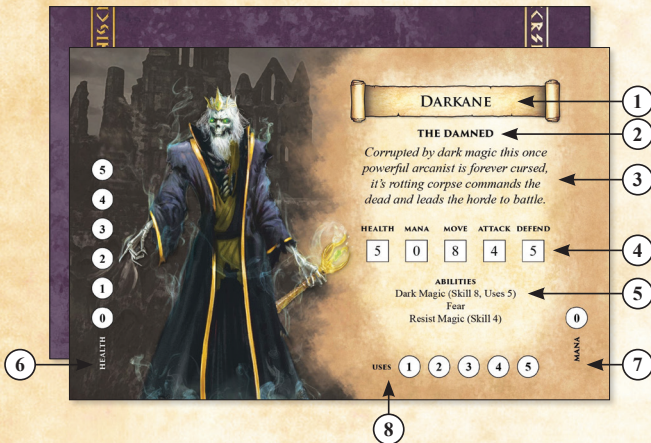 DARKANE
1
THE DAMNED
2
Corrupted by dark magic this once
powerful arcanist is forever cursed,
it's rotting corpse commands the
dead and leads the horde to battle.
3
HEALTH MANA MOVE ATTACK DEFEND
5 0 8 4 5
4
ABILITIES
Dark Magic (Skill 8, Uses 5)
Fear
Resist Magic (Skill 4)
5
5
4
3
2
1
0
HEALTH
6
0
MANA
7
USES 1 2 3 4 5
8